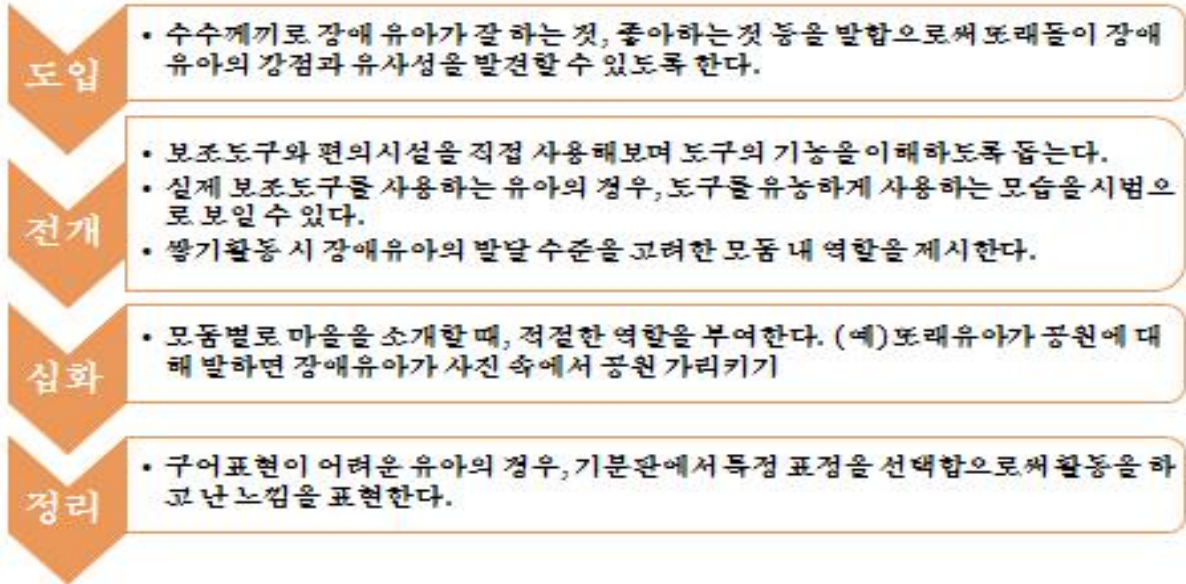 도입
• 수수께끼로 장애 유아가 잘 하는 것, 좋아하는 것 등을 말함으로써 또래들이 장애
유아의 강점과 유사성을 발견할 수 있도록 한다.
전개
• 보조도구와 편의시설을 직접 사용해보며 도구의 기능을 이해하도록 돕는다.
• 실제 보조도구를 사용하는 유아의 경우, 도구를 유능하게 사용하는 모습을 시범으
로 보일 수 있다.
• 쌓기활동 시 장애유아의 발달 수준을 고려한 모둠 내 역할을 제시한다.
심화
• 모둠별로 마을을 소개할 때, 적절한 역할을 부여한다. (예)또래유아가 공원에 대
해 말하면 장애유아가 사진 속에서 공원 가리키기
정리
• 구어표현이 어려운 유아의 경우, 기분판에서 특정 표정을 선택함으로써 활동을 하
고 난 느낌을 표현한다.